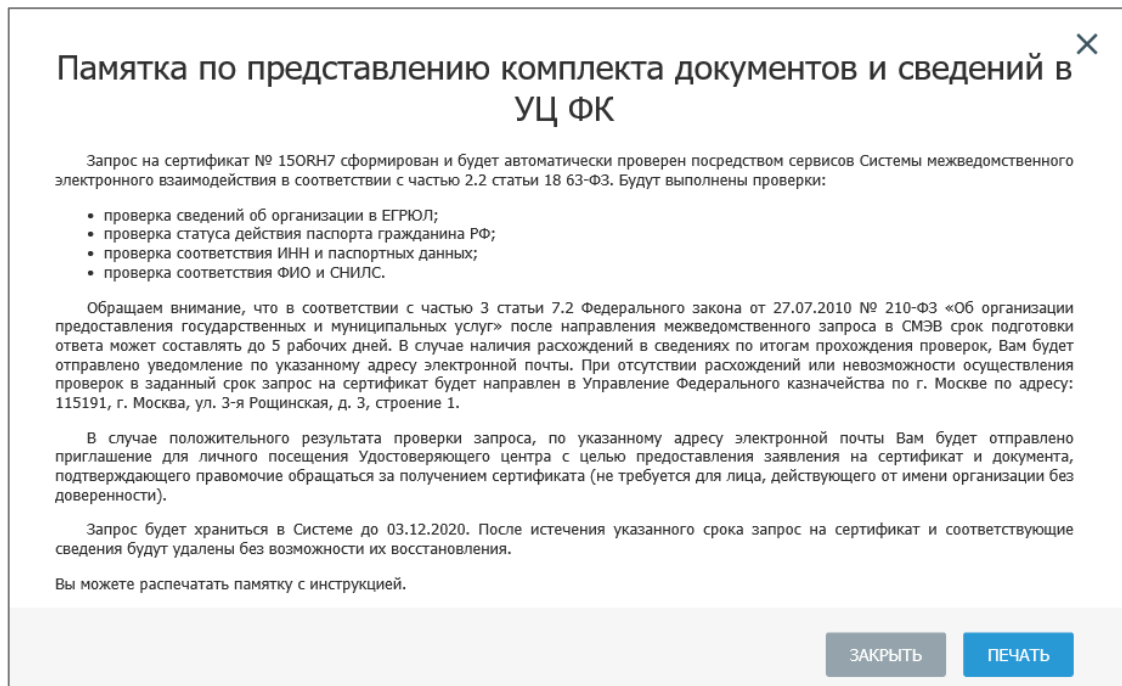 Памятка по представлению комплекта документов и сведений в
УЦ ФК
Запрос на сертификат № 15ORH7 сформирован и будет автоматически проверен посредством сервисов Системы межведомственного
электронного взаимодействия в соответствии с частью 2.2 статьи 18 63-ФЗ. Будут выполнены проверки:
• проверка сведений об организации в ЕГРЮЛ;
• проверка статуса действия паспорта гражданина РФ;
• проверка соответствия ИНН и паспортных данных;
• проверка соответствия ФИО и СНИЛС.
Обращаем внимание, что в соответствии с частью 3 статьи 7.2 Федерального закона от 27.07.2010 № 210-ФЗ «Об организации
предоставления государственных и муниципальных услуг» после направления межведомственного запроса в СМЭВ срок подготовки
ответа может составлять до 5 рабочих дней. В случае наличия расхождений в сведениях по итогам прохождения проверок, Вам будет
отправлено уведомление по указанному адресу электронной почты. При отсутствии расхождений или невозможности осуществления
проверок в заданный срок запрос на сертификат будет направлен в Управление Федерального казначейства по г. Москве по адресу:
115191, г. Москва, ул. 3-я Рощинская, д. 3, строение 1.
В случае положительного результата проверки запроса, по указанному адресу электронной почты Вам будет отправлено
приглашение для личного посещения Удостоверяющего центра с целью предоставления заявления на сертификат и документа,
подтверждающего правомочие обращаться за получением сертификата (не требуется для лица, действующего от имени организации без
доверенности).
Запрос будет храниться в Системе до 03.12.2020. После истечения указанного срока запрос на сертификат и соответствующие
сведения будут удалены без возможности их восстановления.
Вы можете распечатать памятку с инструкцией.
ЗАКРЫТЬ ПЕЧАТЬ